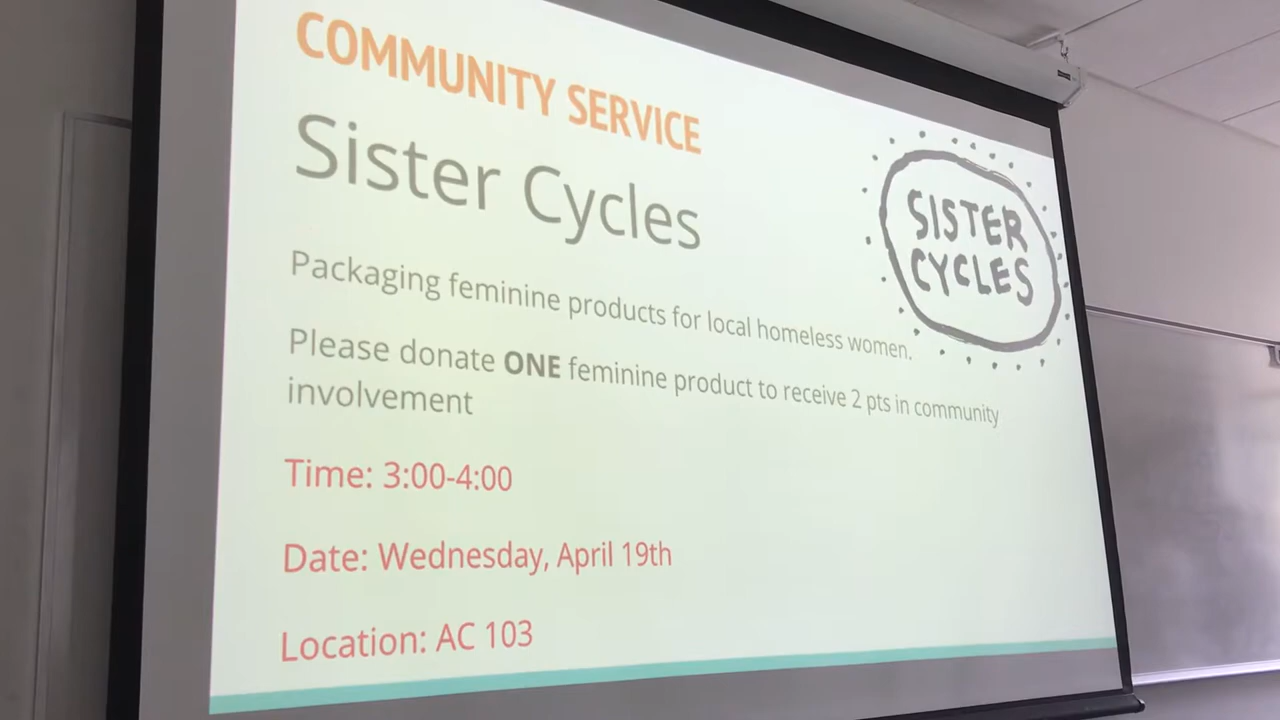 COMMUNITY SERVICE
Sister Cycles
SISTER
CYCLES
Packaging feminine products for local homeless women.
Please donate ONE feminine product to receive 2 pts in community
involvement
Time: 3:00-4:00
Date: Wednesday, April 19th
Location: AC 103